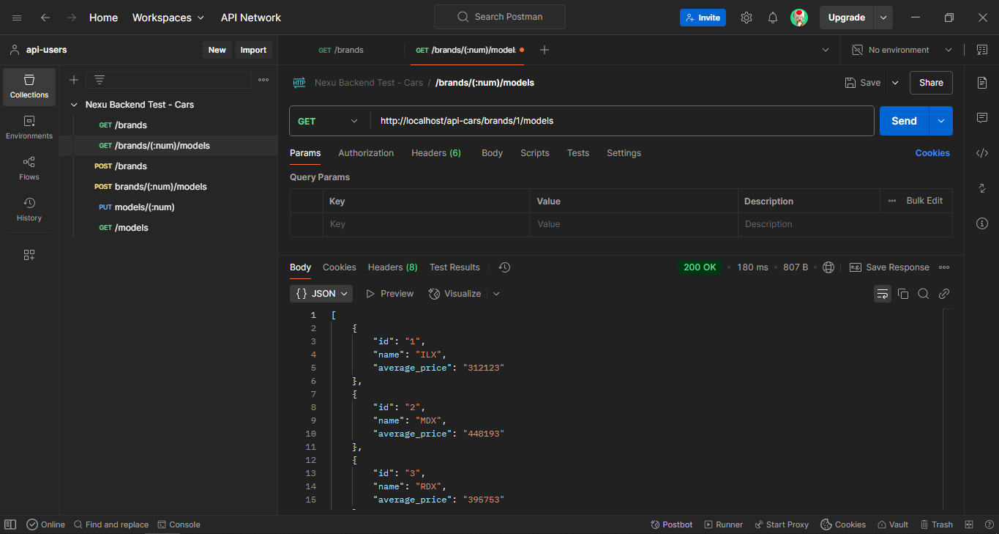 Home Workspaces API Network Search Postman Invite Upgrade
api-users New Import
GET /brands GET /brands/(:num)/model No environment
Collections
Environments
Flows
History
Nexu Backend Test - Cars
GET /brands
GET /brands/(:num)/models
POST /brands
POST brands/(:num)/models
PUT models/(:num)
GET /models
HTTP Nexu Backend Test - Cars / /brands/(:num)/models Save Share
GET http://localhost/api-cars/brands/1/models Send
Params Authorization Headers (6) Body Scripts Tests Settings Cookies
Query Params
Key Value Description Bulk Edit
Key Value Description
Body Cookies Headers (8) Test Results 200 OK 180 ms 807 B e.g. Save Response
{} JSON Preview Visualize
1 [
2 {
3 "id": "1",
4 "name": "ILX",
5 "average_price": "312123"
6 },
7 {
8 "id": "2",
9 "name": "MDX",
10 "average_price": "448193"
11 },
12 {
13 "id": "3",
14 "name": "RDX",
15 "average_price": "395753"
Online Find and replace Console Postbot Runner Start Proxy Cookies Vault Trash